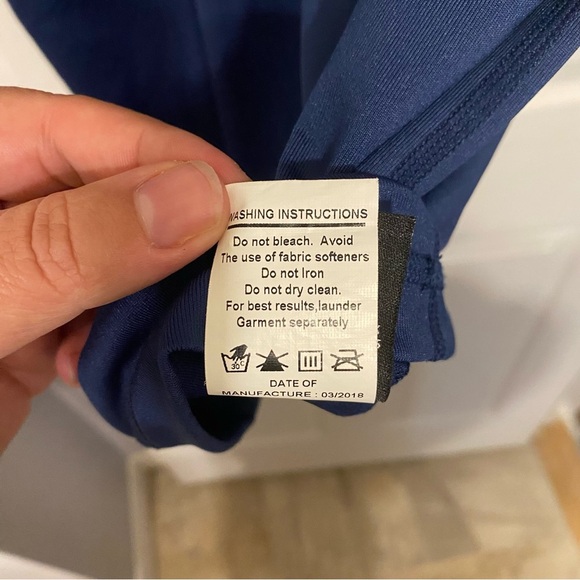 WASHING INSTRUCTIONS
Do not bleach. Avoid
The use of fabric softeners
Do not Iron
Do not dry clean.
For best results,launder
Garment separately
30°C
DATE OF
MANUFACTURE : 03/2018